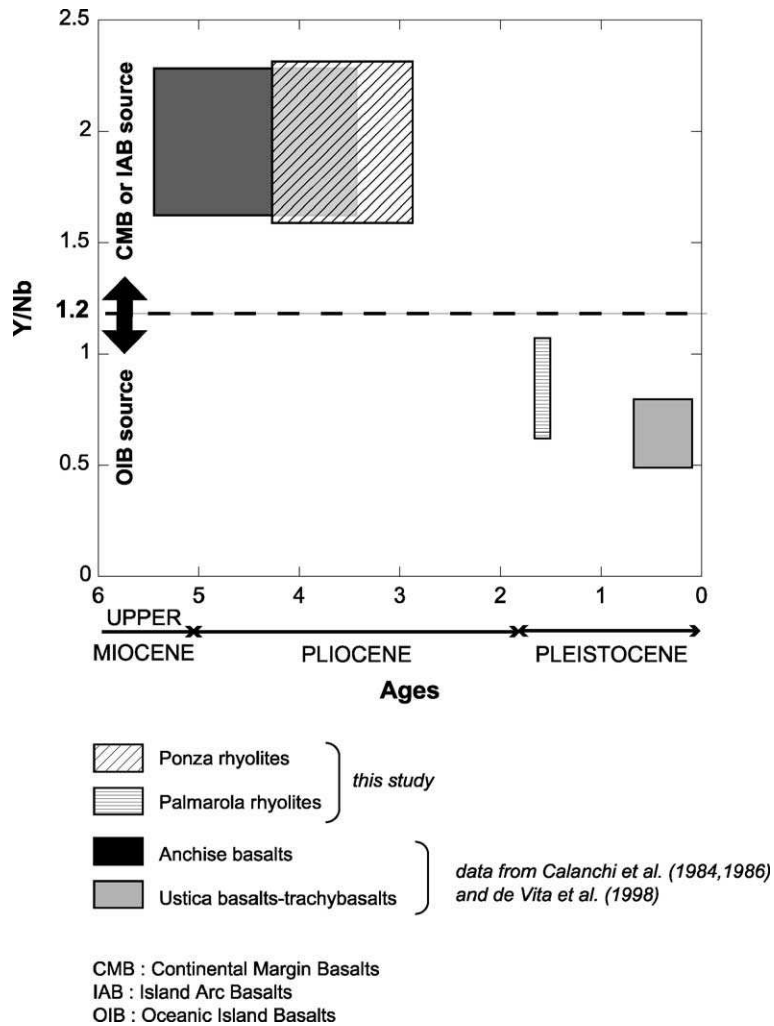 2.5
2
1.5
1.2
1
0.5
0
Y/Nb
CMB or IAB source
OIB source
6 5 4 3 2 1 0
UPPER
MIOCENE PLIOCENE PLEISTOCENE
Ages
Ponza rhyolites
this study
Palmarola rhyolites
Anchise basalts
data from Calanchi et al. (1984,1986)
Ustica basalts-trachybasalts
and de Vita et al. (1998)
CMB : Continental Margin Basalts
IAB : Island Arc Basalts
OIB : Oceanic Island Basalts